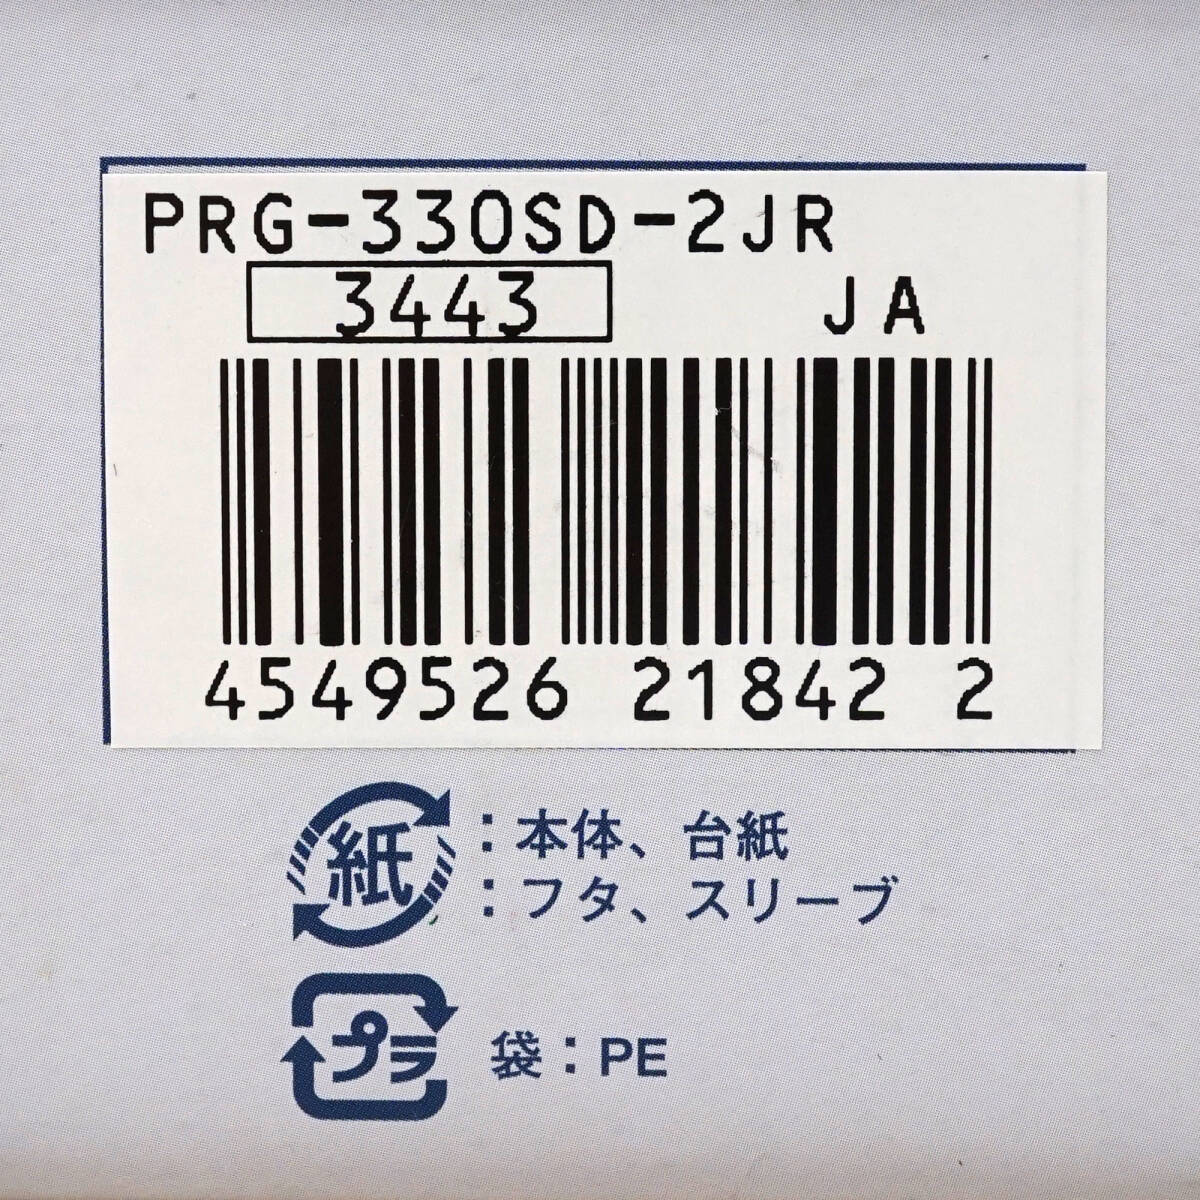 PRG-330SD-2JR
3443 JA
4549526 21842 2
紙 :本体、台紙
:フタ、スリーブ
プラ 袋:PE